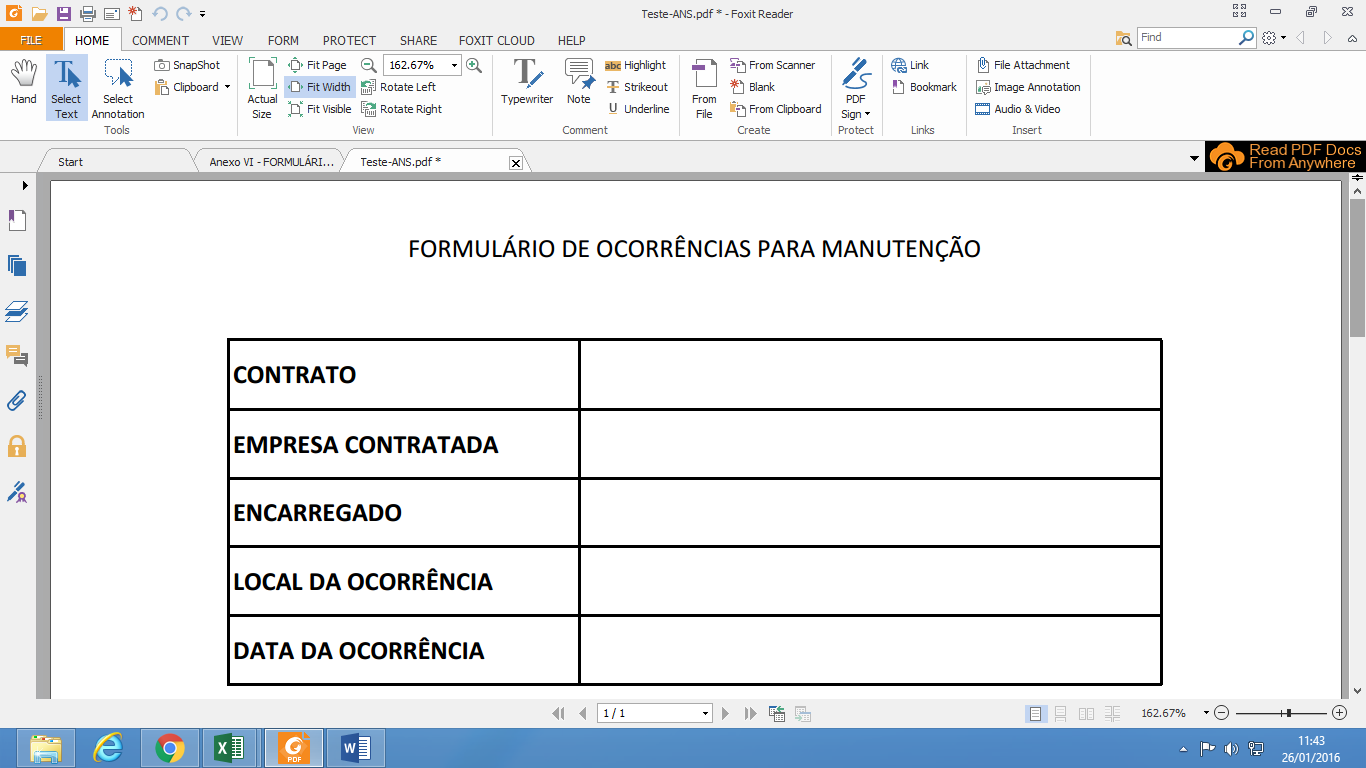 Teste-ANS.pdf * - Foxit Reader
FILE HOME COMMENT VIEW FORM PROTECT SHARE FOXIT CLOUD HELP Find
Hand
Select Text
Select Annotation
SnapShot
Clipboard
Tools
Actual Size
Fit Page
Fit Width
Fit Visible
162.67%
Rotate Left
Rotate Right
View
Typewriter
Note
abc Highlight
T Strikeout
U Underline
Comment
From File
From Scanner
Blank
From Clipboard
Create
PDF Sign
Protect
Link
Bookmark
Links
File Attachment
Image Annotation
Audio & Video
Insert
Start
Anexo VI - FORMULÁRI...
Teste-ANS.pdf *
Read PDF Docs
From Anywhere
FORMULÁRIO DE OCORRÊNCIAS PARA MANUTENÇÃO
CONTRATO
EMPRESA CONTRATADA
ENCARREGADO
LOCAL DA OCORRÊNCIA
DATA DA OCORRÊNCIA
1 / 1
162.67%
PDF
11:43
26/01/2016